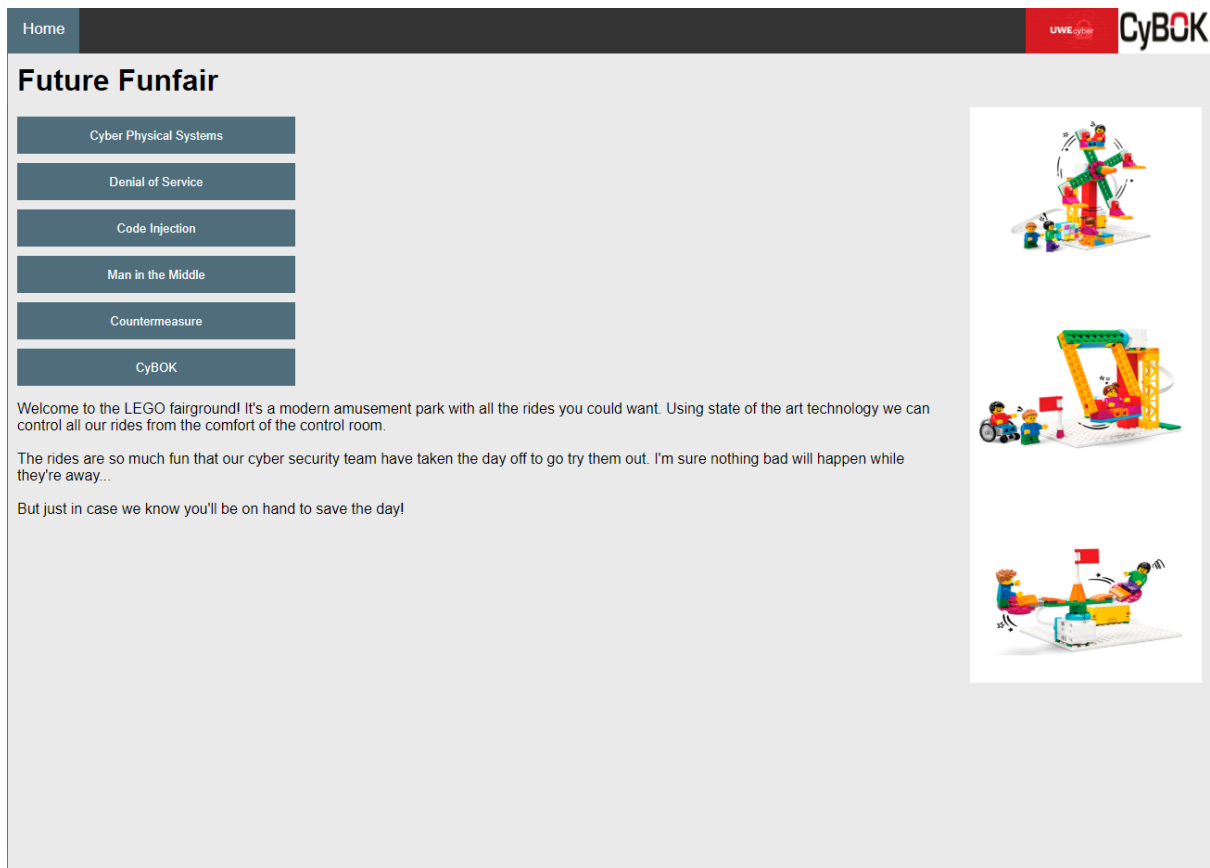 Home
UWEcyber
CyBOK
Future Funfair
Cyber Physical Systems
Denial of Service
Code Injection
Man in the Middle
Countermeasure
CyBOK
Welcome to the LEGO fairground! It's a modern amusement park with all the rides you could want. Using state of the art technology we can
control all our rides from the comfort of the control room.
The rides are so much fun that our cyber security team have taken the day off to go try them out. I'm sure nothing bad will happen while
they're away...
But just in case we know you'll be on hand to save the day!